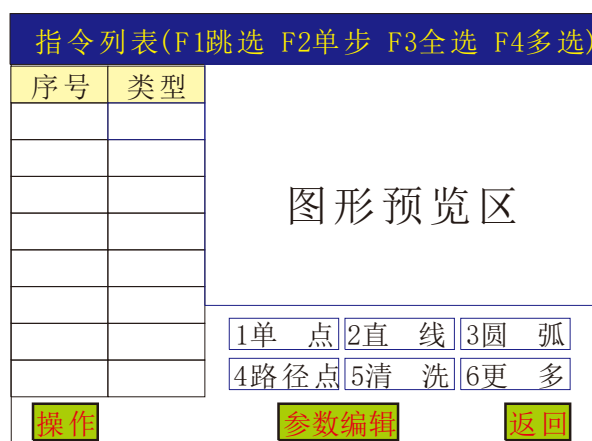 指令列表(F1跳选 F2单步 F3全选 F4多选)
序号 类型
图形预览区
1单 点 2直 线 3圆 弧
4路径点 5清 洗 6更 多
操作 参数编辑 返回